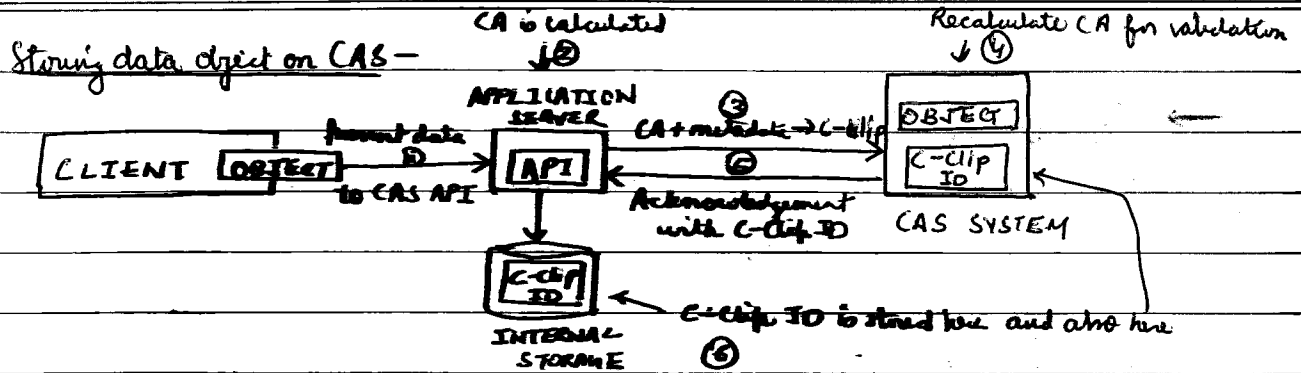 CA is calculated
②
Recalculate CA for validation
④
Storing data object on CAS –
APPLICATION
SERVER
③
CA + metadata → C-Clip
OBJECT
CLIENT
OBJECT
Present data
①
to CAS API
API
⑤
Acknowledgement
with C-Clip ID
C-Clip
ID
CAS SYSTEM
C-Clip
ID
C-Clip ID is stored here and also here
INTERNAL
STORAGE
⑥